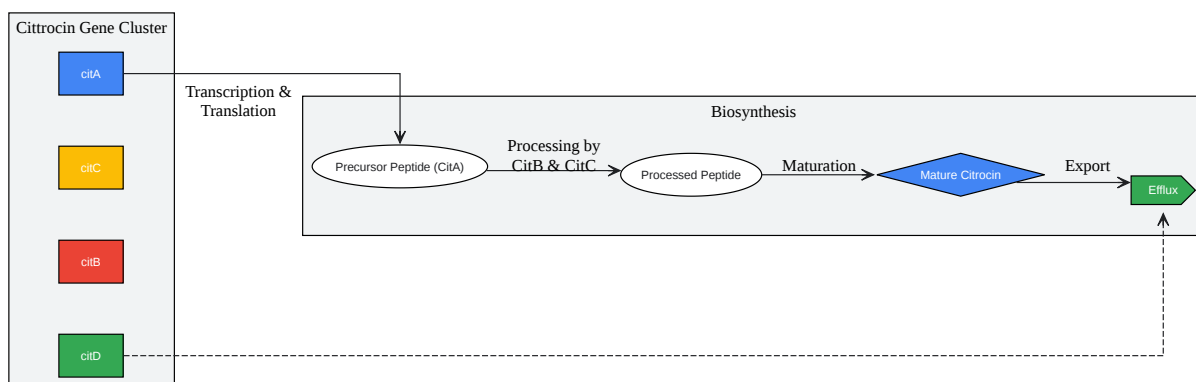 Cittrocin Gene Cluster
citA
Transcription &
Translation
citC
citB
citD
Biosynthesis
Precursor Peptide (CitA)
Processing by
CitB & CitC
Processed Peptide
Maturation
Mature Citrocin
Export
Efflux